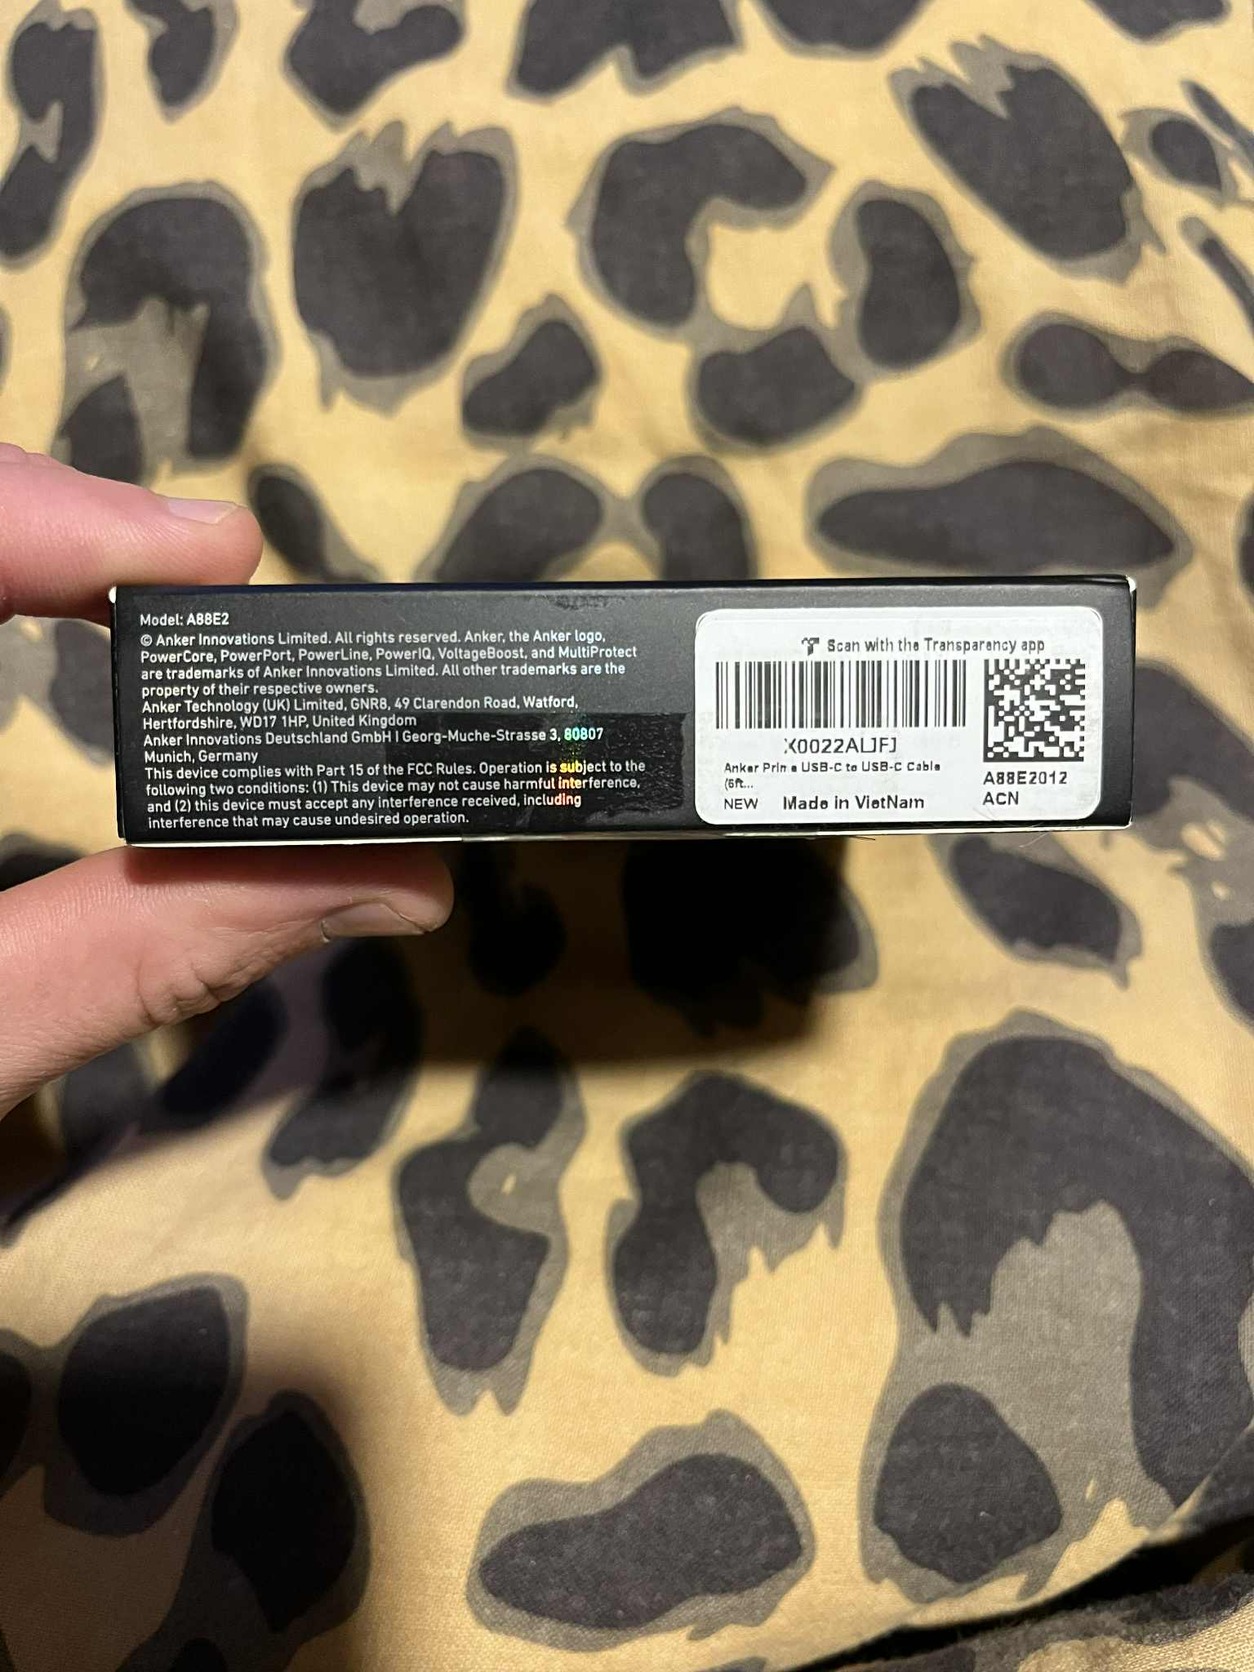 Model: A88E2
© Anker Innovations Limited. All rights reserved. Anker, the Anker logo,
PowerCore, PowerPort, PowerLine, PowerIQ, VoltageBoost, and MultiProtect
are trademarks of Anker Innovations Limited. All other trademarks are the
property of their respective owners.
Anker Technology (UK) Limited, GNR8, 49 Clarendon Road, Watford,
Hertfordshire, WD17 1HP, United Kingdom
Anker Innovations Deutschland GmbH | Georg-Muche-Strasse 3, 80807
Munich, Germany
This device complies with Part 15 of the FCC Rules. Operation is subject to the
following two conditions: (1) This device may not cause harmful interference,
and (2) this device must accept any interference received, including
interference that may cause undesired operation.
Scan with the Transparency app
Anker Prime USB-C to USB-C Cable
(6ft...
NEW Made in VietNam
A88E2012
ACN